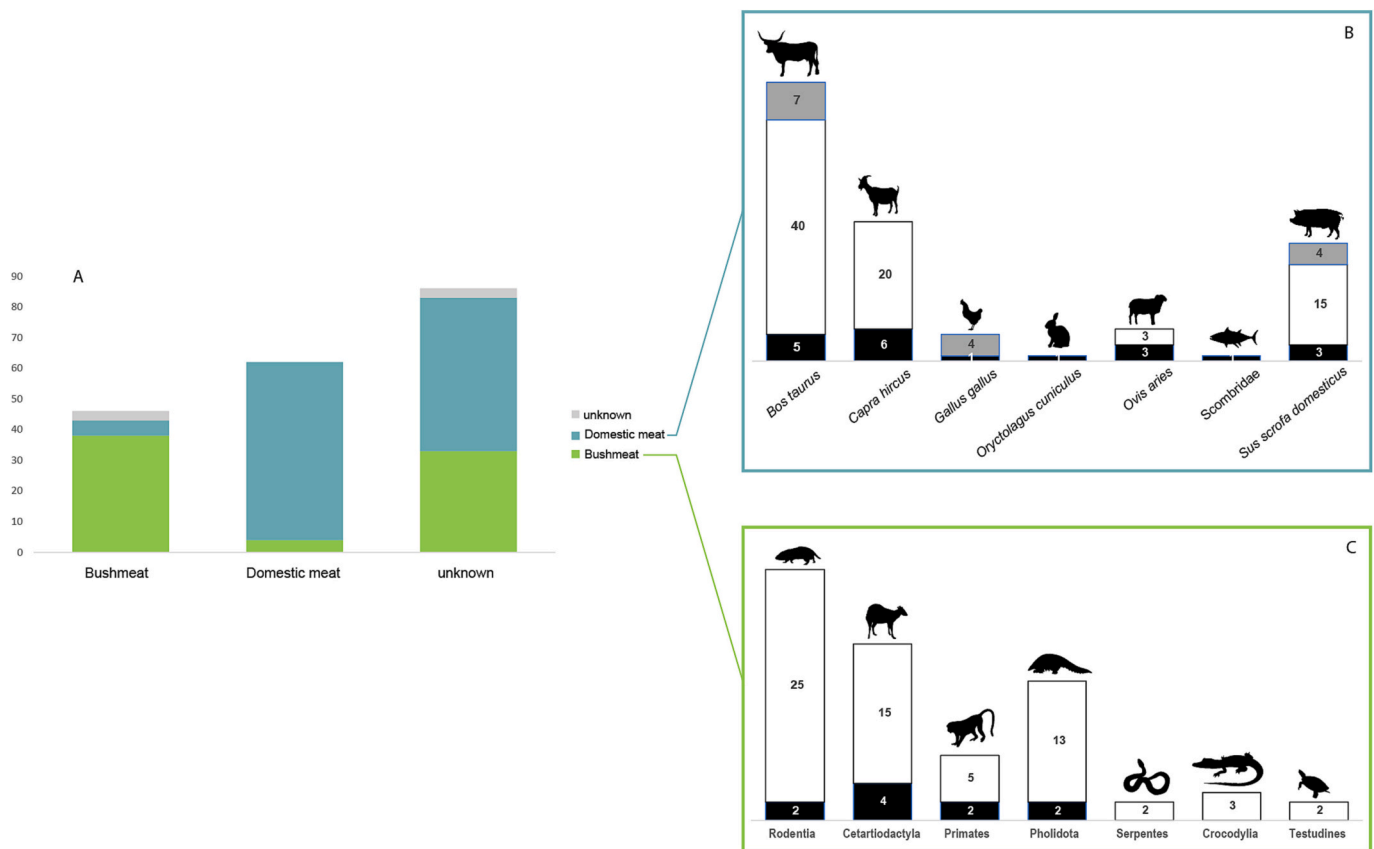 A
90
80
70
60
50
40
30
20
10
0
Bushmeat Domestic meat unknown
unknown
Domestic meat
Bushmeat
B
7
40
5
20
6
4
1
1
3
3
1
4
15
3
Bos taurus
Capra hircus
Gallus gallus
Oryctolagus cuniculus
Ovis aries
Scombridae
Sus scrofa domesticus
C
25
2
15
4
5
2
13
2
2
3
2
Rodentia Cetartiodactyla Primates Pholidota Serpentes Crocodylia Testudines